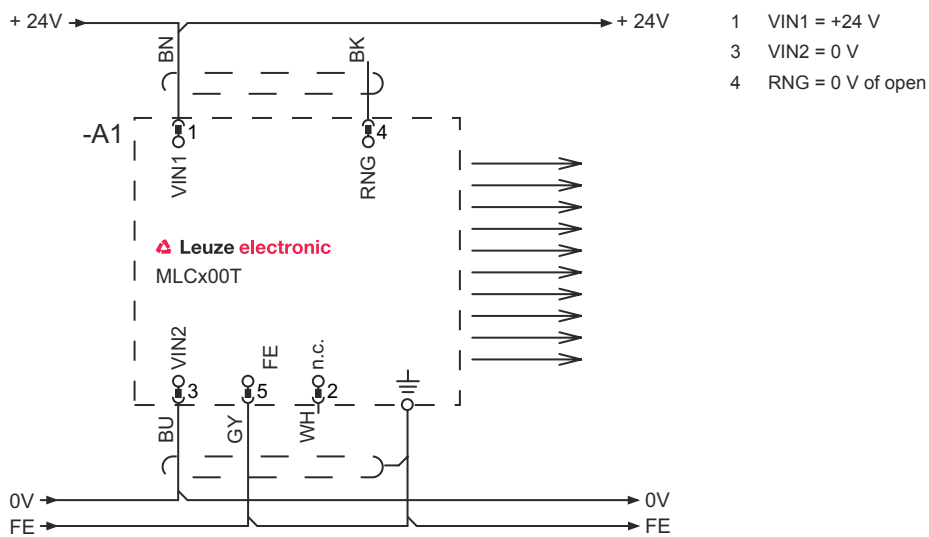 + 24V
+ 24V
1 VIN1 = +24 V
3 VIN2 = 0 V
4 RNG = 0 V of open
BN
BK
-A1
1
4
VIN1
RNG
Leuze electronic
MLCx00T
VIN2
FE
n.c.
3
5
2
BU
GY
WH
0V
0V
FE
FE